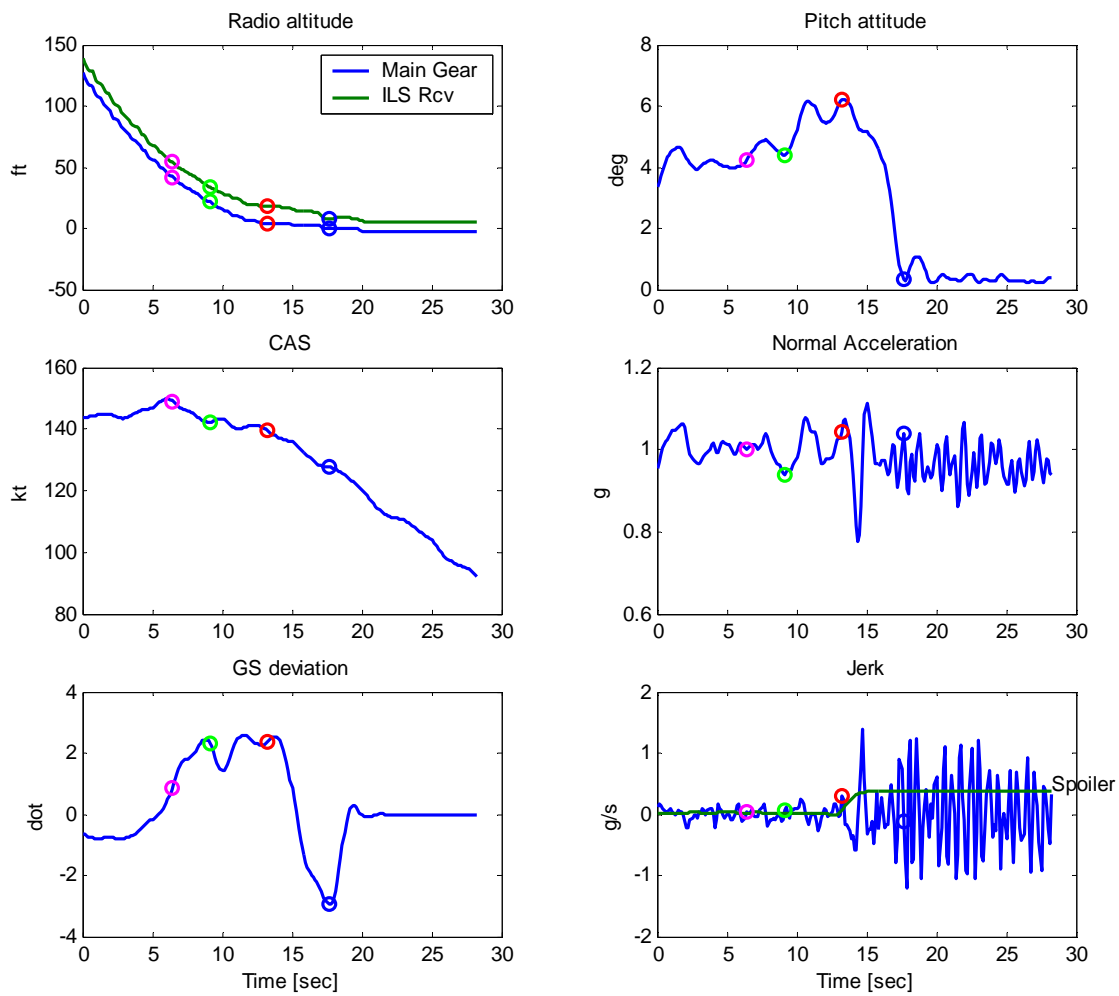 Radio altitude
150
100
50
0
-50
ft
Main Gear
ILS Rcv
0 5 10 15 20 25 30
Pitch attitude
8
6
4
2
0
deg
0 5 10 15 20 25 30
CAS
160
140
120
100
80
kt
0 5 10 15 20 25 30
Normal Acceleration
1.2
1
0.8
0.6
g
0 5 10 15 20 25 30
GS deviation
4
2
0
-2
-4
dot
0 5 10 15 20 25 30
Time [sec]
Jerk
2
1
0
-1
-2
g/s
Spoiler
0 5 10 15 20 25 30
Time [sec]